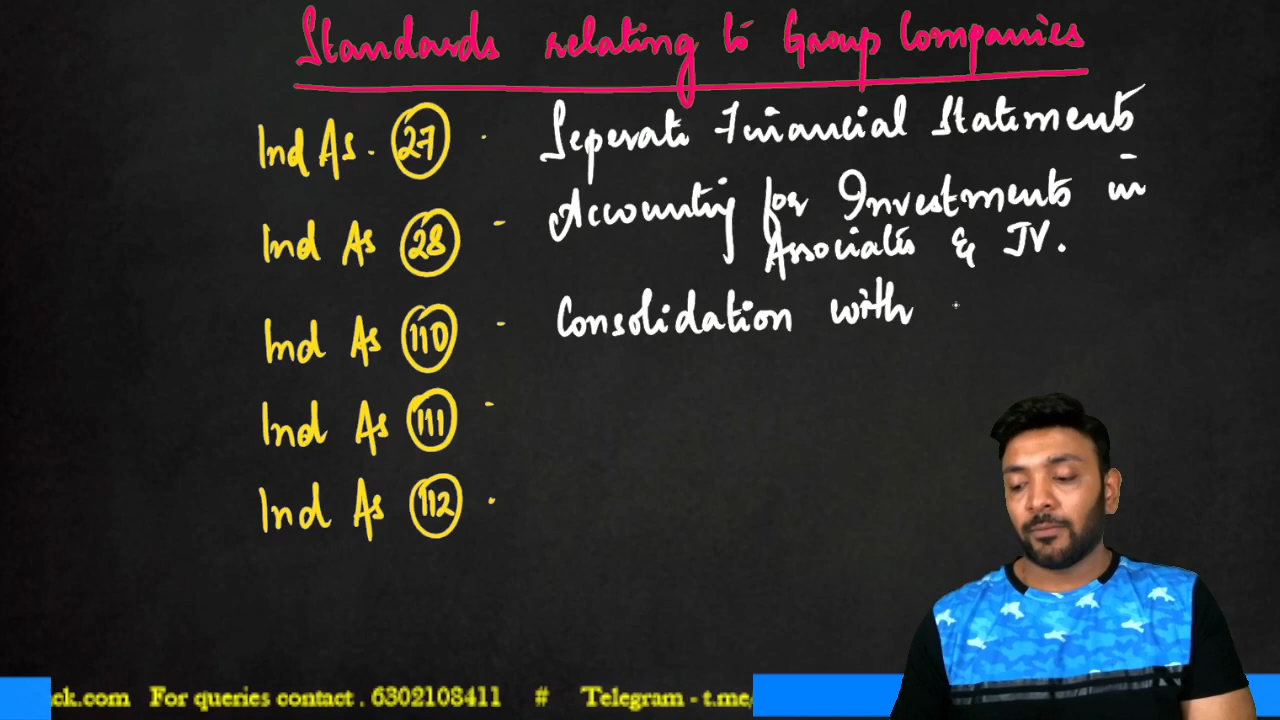 Standards relating to Group Companies
Ind As. 27 - Seperate Financial Statements
Ind As 28 - Accounting for Investments in
Associates & JV.
Ind As 110 - Consolidation with
Ind As 111 -
Ind As 112 -
ck.com For queries contact . 6302108411 # Telegram - t.me/